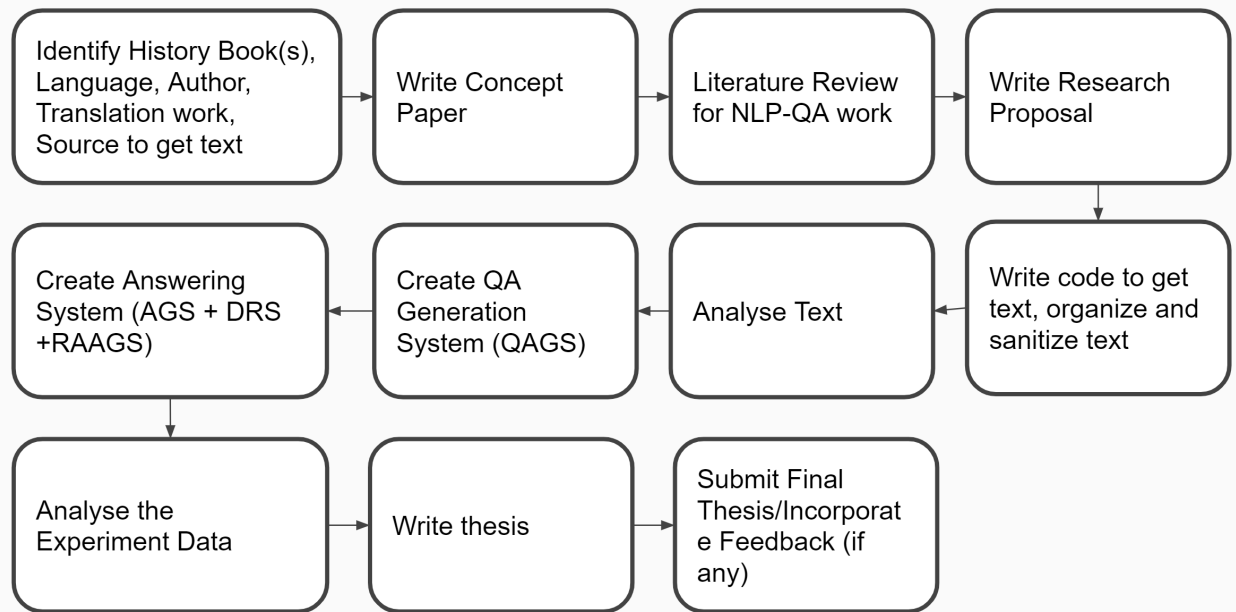 Identify History Book(s),
Language, Author,
Translation work,
Source to get text
Write Concept
Paper
Literature Review
for NLP-QA work
Write Research
Proposal
Write code to get
text, organize and
sanitize text
Analyse Text
Create QA
Generation
System (QAGS)
Create Answering
System (AGS + DRS
+RAAGS)
Analyse the
Experiment Data
Write thesis
Submit Final
Thesis/Incorporat
e Feedback (if
any)